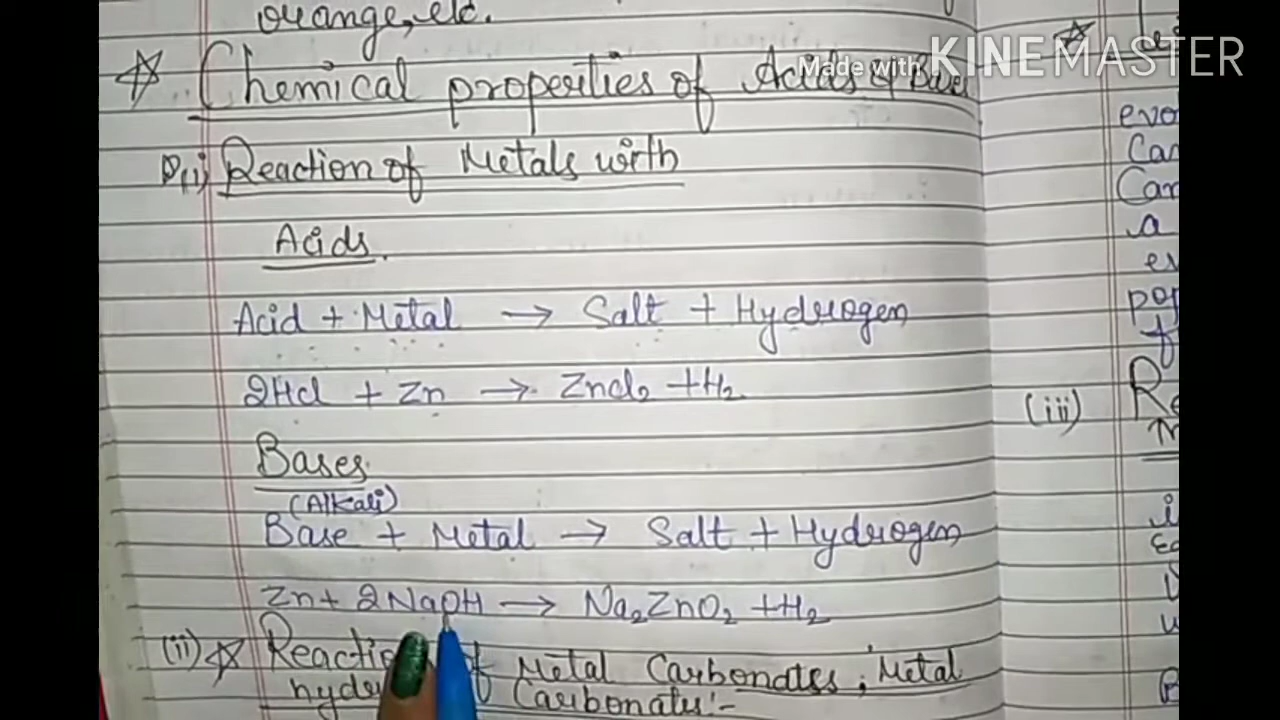 orange, etc.
Made with KINEMASTER
☆ Chemical properties of Acids & Bases
(i) Reaction of Metals with
Acids.
Acid + Metal → Salt + Hydrogen
2Hcl + Zn → Zncl₂ + H₂
Bases
(Alkali)
Base + Metal → Salt + Hydrogen
Zn + 2NaOH → Na₂ZnO₂ + H₂
(ii) ☆ Reaction of Metal Carbonates; Metal
Carbonates:-
☆
(iii)